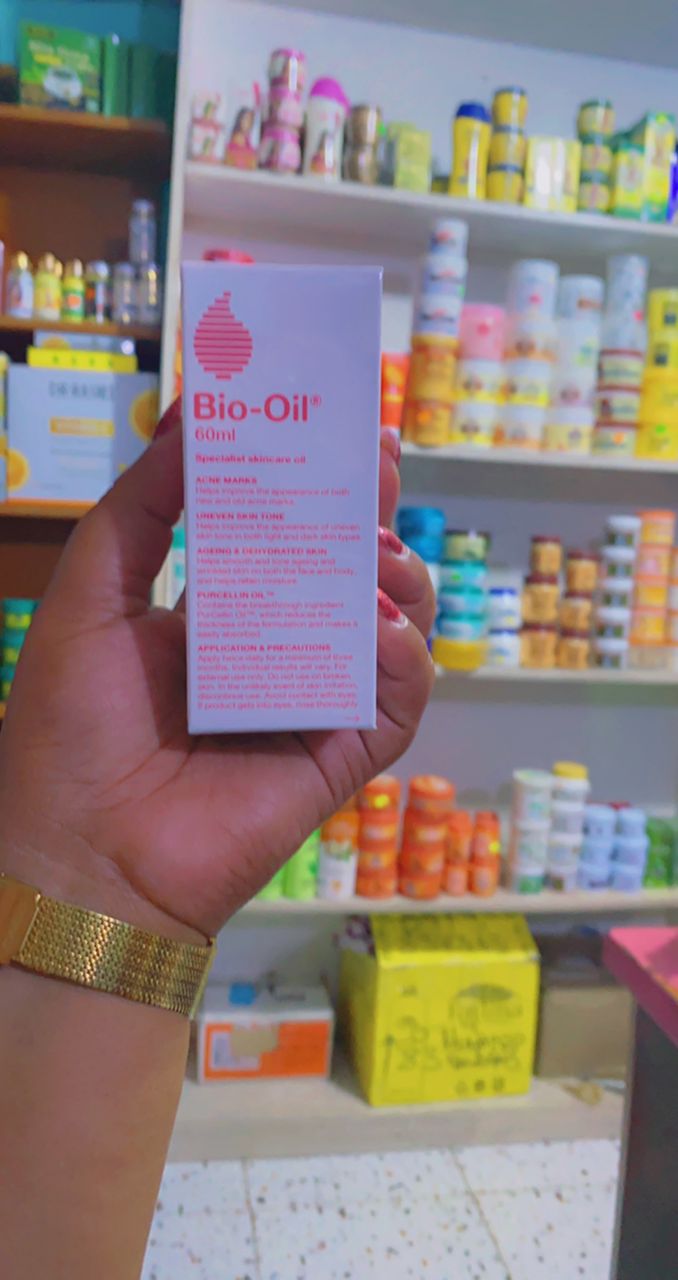 Bio-Oil®
60ml
Specialist skincare oil
ACNE MARKS
Helps improve the appearance of both
new and old acne marks.
UNEVEN SKIN TONE
Helps improve the appearance of uneven
skin tone in both light and dark skin types.
AGEING & DEHYDRATED SKIN
Helps smooth and tone ageing and
wrinkled skin on both the face and body,
and helps retain moisture.
PURCELLIN OIL™
Contains the breakthrough ingredient
PurCellin Oil™, which reduces the
thickness of the formulation and makes it
easily absorbed.
APPLICATION & PRECAUTIONS
Apply twice daily for a minimum of three
months. Individual results will vary. For
external use only. Do not use on broken
skin. In the unlikely event of skin irritation,
discontinue use. Avoid contact with eyes.
If product gets into eyes, rinse thoroughly